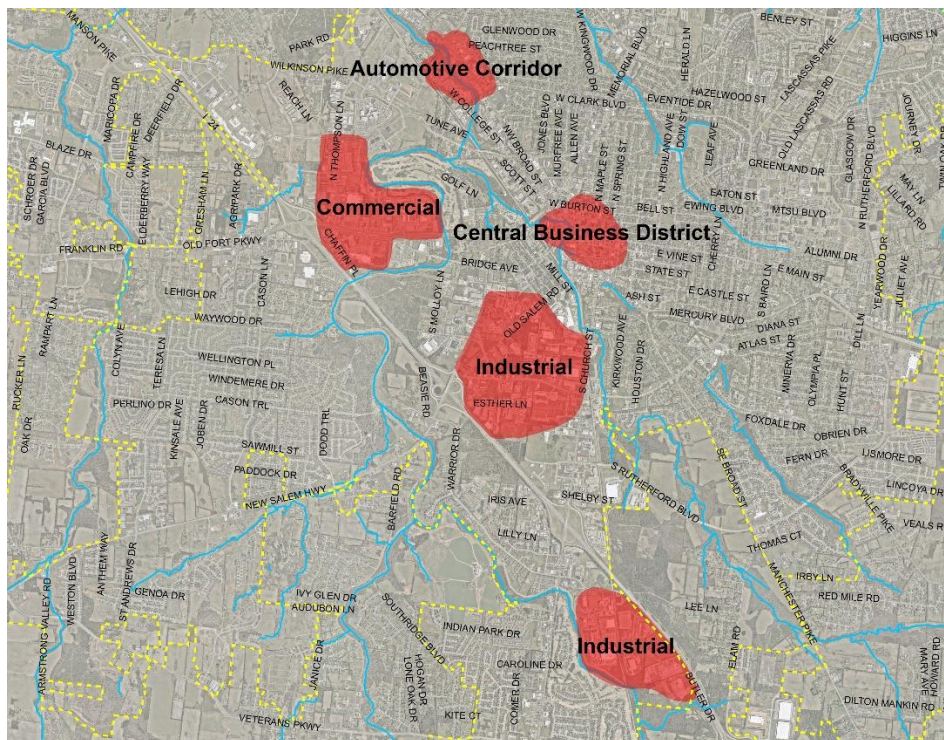 MANSON PIKE
PARK RD
GLENWOOD DR
PEACHTREE ST
W KINGWOOD DR
MEMORIAL BLVD
HERALD LN
BENLEY ST
LASCASSAS PIKE
HIGGINS LN
WILKINSON PIKE
Automotive Corridor
HAZELWOOD ST
REACH LN
MARICOPA DR
CAMPFIRE DR
DEERFIELD DR
I 24
W COLLEGE ST
TUNE AVE
NW BROAD ST
SCOTT ST
JONES BLVD
MURFREE AVE
ALLEN AVE
W CLARK BLVD
EVENTIDE DR
DOW ST
LEAF AVE
OLD LASCASSAS RD
GLASGOW DR
JOURNEY DR
BLAZE DR
N THOMPSON LN
N MAPLE ST
N SPRING ST
N HIGHLAND AVE
GREENLAND DR
N RUTHERFORD BLVD
MAY LN
LILLARD RD
SCHROER DR
GARCIA BLVD
ELDERBERRY WAY
GRESHAM LN
AGRIPARK DR
GOLF LN
EATON ST
Commercial
W BURTON ST
BELL ST
EWING BLVD
MTSU BLVD
FRANKLIN RD
OLD FORT PKWY
CHAFFIN PL
Central Business District
CHERRY LN
ALUMNI DR
CASON LN
BRIDGE AVE
MILL ST
E VINE ST
STATE ST
E MAIN ST
YEARWOOD DR
JULIET AVE
RAMPART LN
LEHIGH DR
S MOLLOY LN
OLD SALEM RD
ASH ST
E CASTLE ST
S BAIRD LN
WAYWOOD DR
MERCURY BLVD
DIANA ST
ATLAS ST
DILL LN
RUCKER LN
COLYN AVE
TERESA LN
WELLINGTON PL
Industrial
S CHURCH ST
KIRKWOOD AVE
HOUSTON DR
MINERVA DR
OLYMPIA PL
HUNT ST
WINDEMERE DR
BEASIE RD
PERLINO DR
CASON TRL
ESTHER LN
OAK DR
KINSALE AVE
JOBEN DR
DODD TRL
FOXDALE DR
OBRIEN DR
SAWMILL ST
FERN DR
LISMORE DR
PADDOCK DR
WARRIOR DR
SE BROAD ST
BRADYVILLE PIKE
LINCOYA DR
NEW SALEM HWY
BARFIELD RD
IRIS AVE
SHELBY ST
S RUTHERFORD BLVD
VEALS R
LILLY LN
THOMAS CT
WESTON BLVD
ANTHEM WAY
ST ANDREWS DR
MANCHESTER PIKE
IRBY LN
GENOA DR
IVY GLEN DR
AUDUBON LN
RED MILE RD
ARMSTRONG VALLEY RD
SOUTHRIDGE BLVD
INDIAN PARK DR
LEE LN
Industrial
ELAM RD
JANICE DR
HOGAN DR
LONE OAK DR
CAROLINE DR
COMER DR
BUTLER DR
MARY AVE
HOWARD RD
VETERANS PKWY
KITE CT
DILTON MANKIN RD